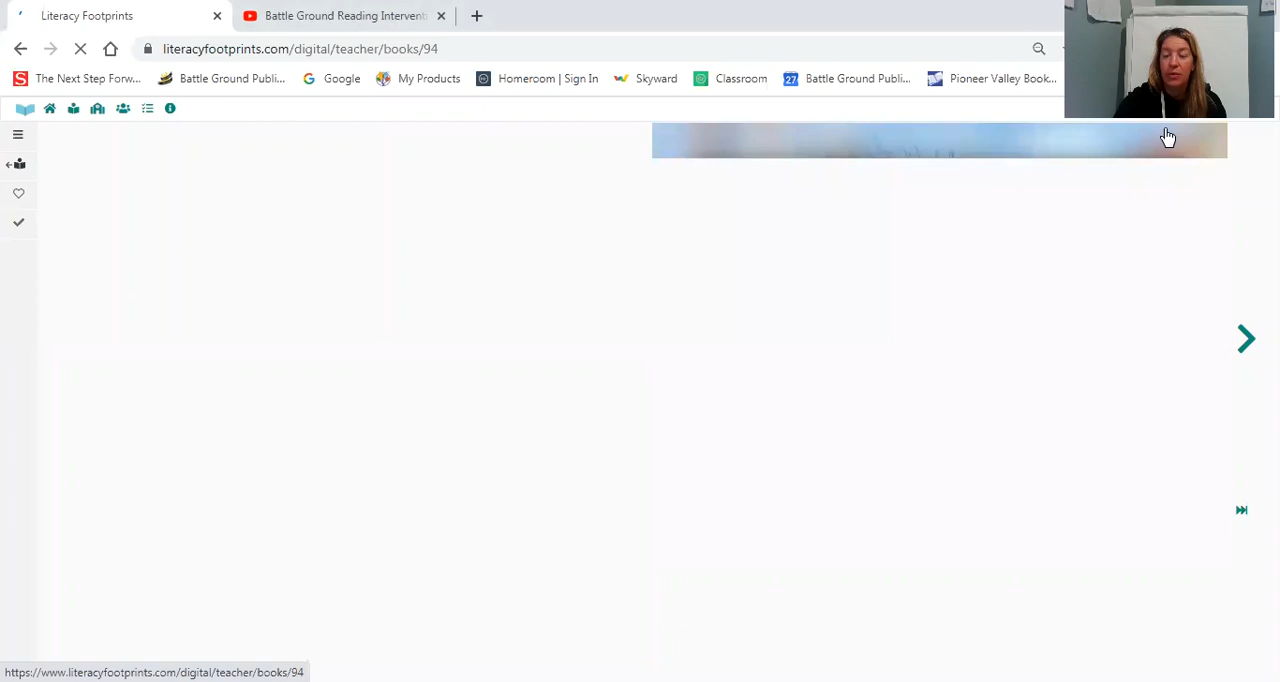 Literacy Footprints
Battle Ground Reading Intervent
literacyfootprints.com/digital/teacher/books/94
The Next Step Forw...
Battle Ground Publi...
Google
My Products
Homeroom | Sign In
Skyward
Classroom
27
Battle Ground Publi...
Pioneer Valley Book...
https://www.literacyfootprints.com/digital/teacher/books/94